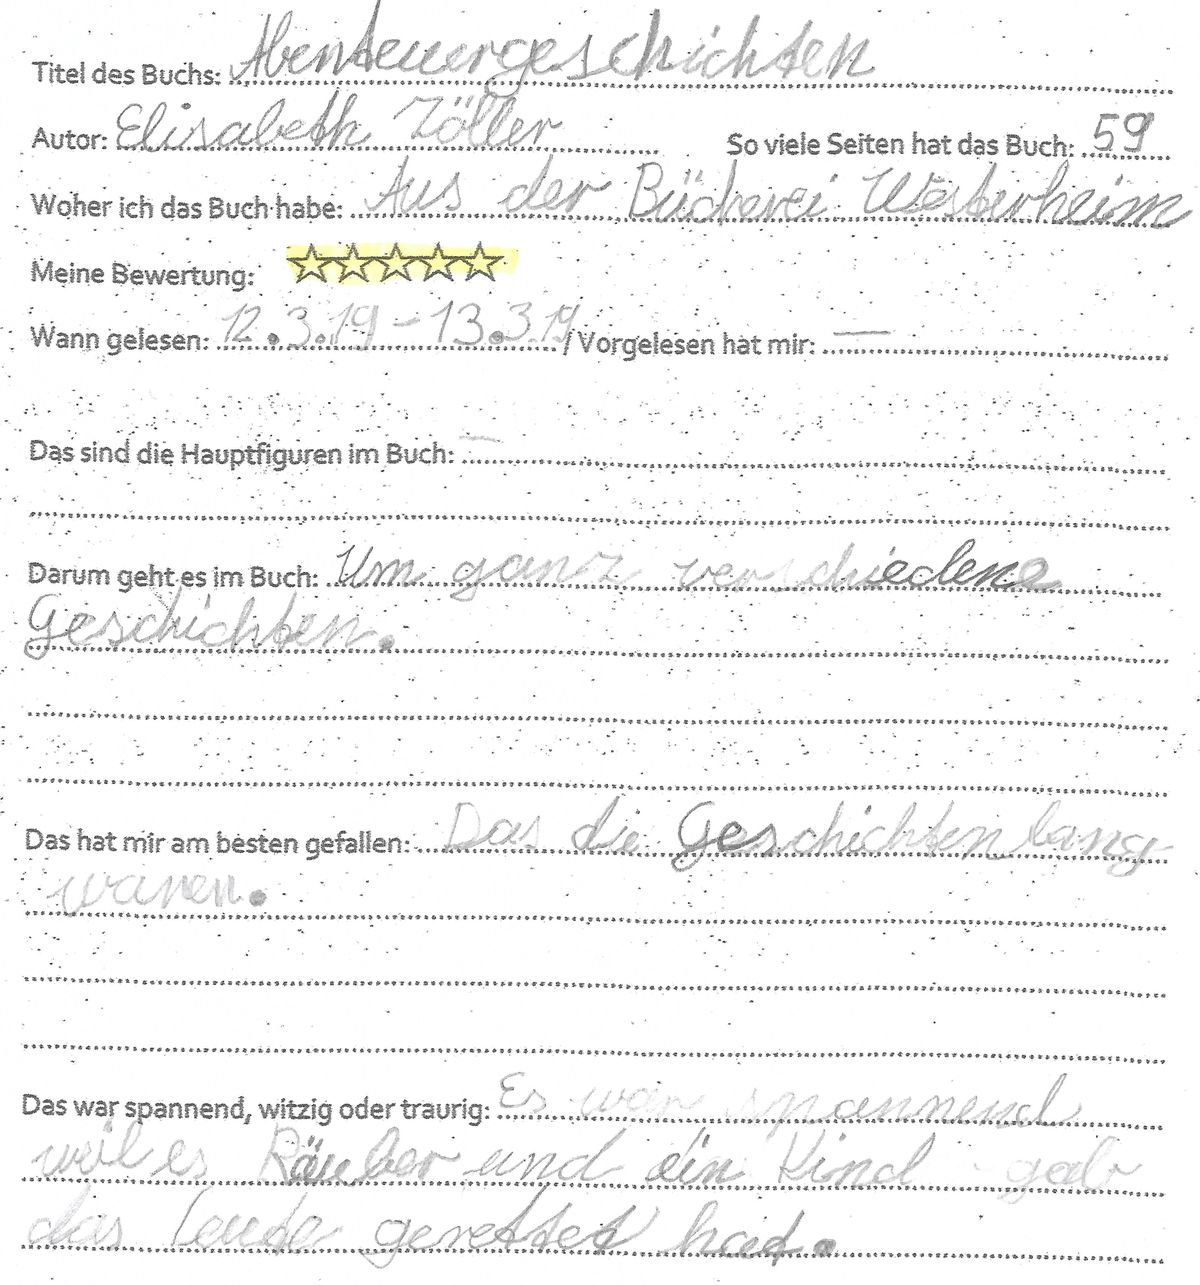 Titel des Buchs: Abenteuergeschichten
Autor: Elisabeth Zöller So viele Seiten hat das Buch: 59
Woher ich das Buch habe: Aus der Bücherei Westerheim
Meine Bewertung: ☆☆☆☆☆
Wann gelesen: 12.3.19 – 13.3.19 / Vorgelesen hat mir: —
Das sind die Hauptfiguren im Buch: —
Darum geht es im Buch: Um ganz verschiedene
Geschichten.
Das hat mir am besten gefallen: Das die Geschichten lang
waren.
Das war spannend, witzig oder traurig: Es war spannend
weil es Räuber und ein Kind gab
das Leute gerettet hat.